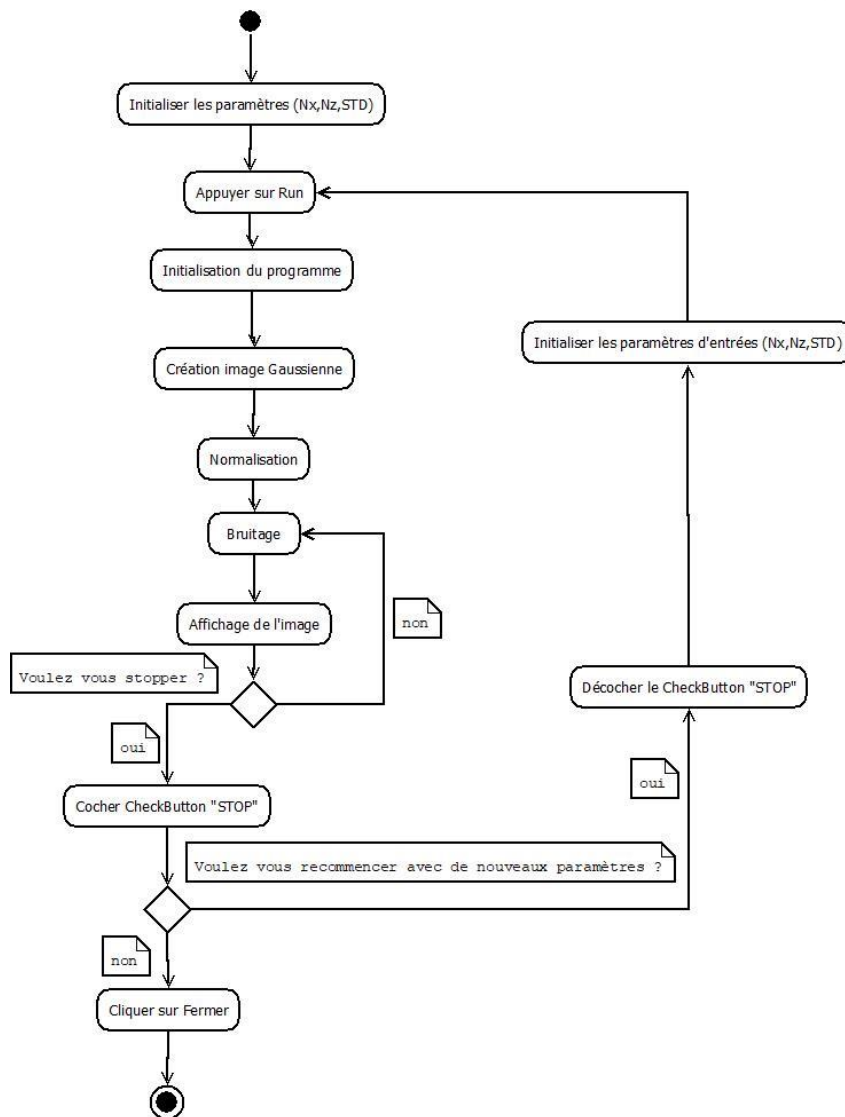 Initialiser les paramètres (Nx,Nz,STD)
Appuyer sur Run
Initialisation du programme
Initialiser les paramètres d'entrées (Nx,Nz,STD)
Création image Gaussienne
Normalisation
Bruitage
non
Affichage de l'image
Voulez vous stopper ?
Décocher le CheckButton "STOP"
oui
oui
Cocher CheckButton "STOP"
Voulez vous recommencer avec de nouveaux paramètres ?
non
Cliquer sur Fermer